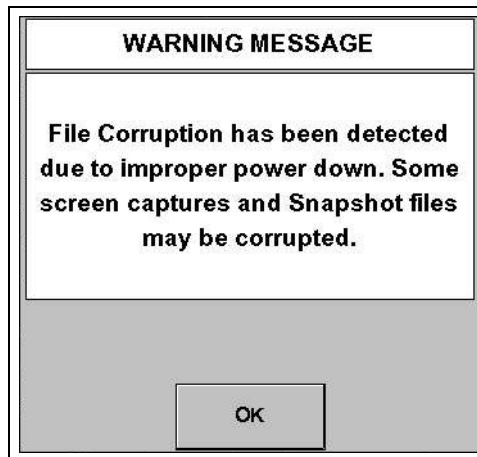 WARNING MESSAGE
File Corruption has been detected
due to improper power down. Some
screen captures and Snapshot files
may be corrupted.
OK